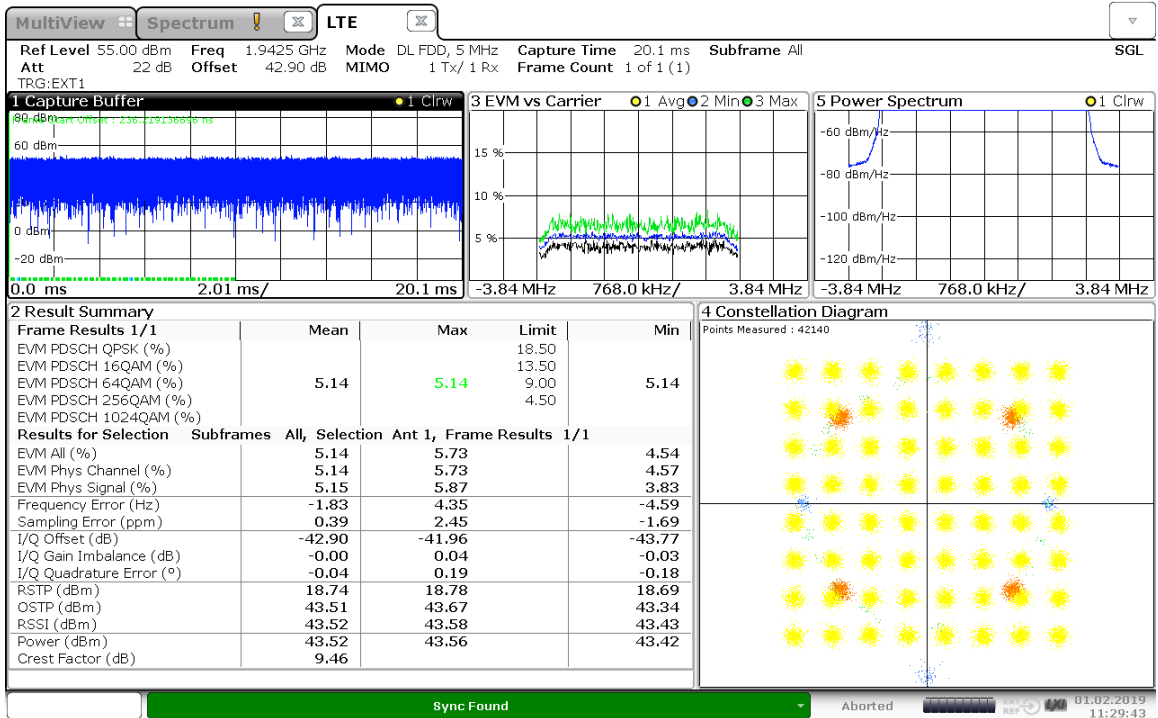 MultiView Spectrum ! X LTE X
Ref Level 55.00 dBm Freq 1.9425 GHz Mode DL FDD, 5 MHz Capture Time 20.1 ms Subframe All SGL
Att 22 dB Offset 42.90 dB MIMO 1 Tx/ 1 Rx Frame Count 1 of 1 (1)
TRG:EXT1
1 Capture Buffer 1 Clrw
80 dBm
Frame Start Offset : 236.219136696 ns
60 dBm
0 dBm
-20 dBm
0.0 ms 2.01 ms/ 20.1 ms
3 EVM vs Carrier 1 Avg 2 Min 3 Max
15 %
10 %
5 %
-3.84 MHz 768.0 kHz/ 3.84 MHz
5 Power Spectrum 1 Clrw
-60 dBm/Hz
-80 dBm/Hz
-100 dBm/Hz
-120 dBm/Hz
-3.84 MHz 768.0 kHz/ 3.84 MHz
2 Result Summary
Frame Results 1/1 Mean Max Limit Min
EVM PDSCH QPSK (%) 18.50
EVM PDSCH 16QAM (%) 13.50
EVM PDSCH 64QAM (%) 5.14 5.14 9.00 5.14
EVM PDSCH 256QAM (%) 4.50
EVM PDSCH 1024QAM (%)
Results for Selection Subframes All, Selection Ant 1, Frame Results 1/1
EVM All (%) 5.14 5.73 4.54
EVM Phys Channel (%) 5.14 5.73 4.57
EVM Phys Signal (%) 5.15 5.87 3.83
Frequency Error (Hz) -1.83 4.35 -4.59
Sampling Error (ppm) 0.39 2.45 -1.69
I/Q Offset (dB) -42.90 -41.96 -43.77
I/Q Gain Imbalance (dB) -0.00 0.04 -0.03
I/Q Quadrature Error (°) -0.04 0.19 -0.18
RSTP (dBm) 18.74 18.78 18.69
OSTP (dBm) 43.51 43.67 43.34
RSSI (dBm) 43.52 43.58 43.43
Power (dBm) 43.52 43.56 43.42
Crest Factor (dB) 9.46
4 Constellation Diagram
Points Measured : 42140
Sync Found
Aborted
EXT REF
LXI
01.02.2019
11:29:43